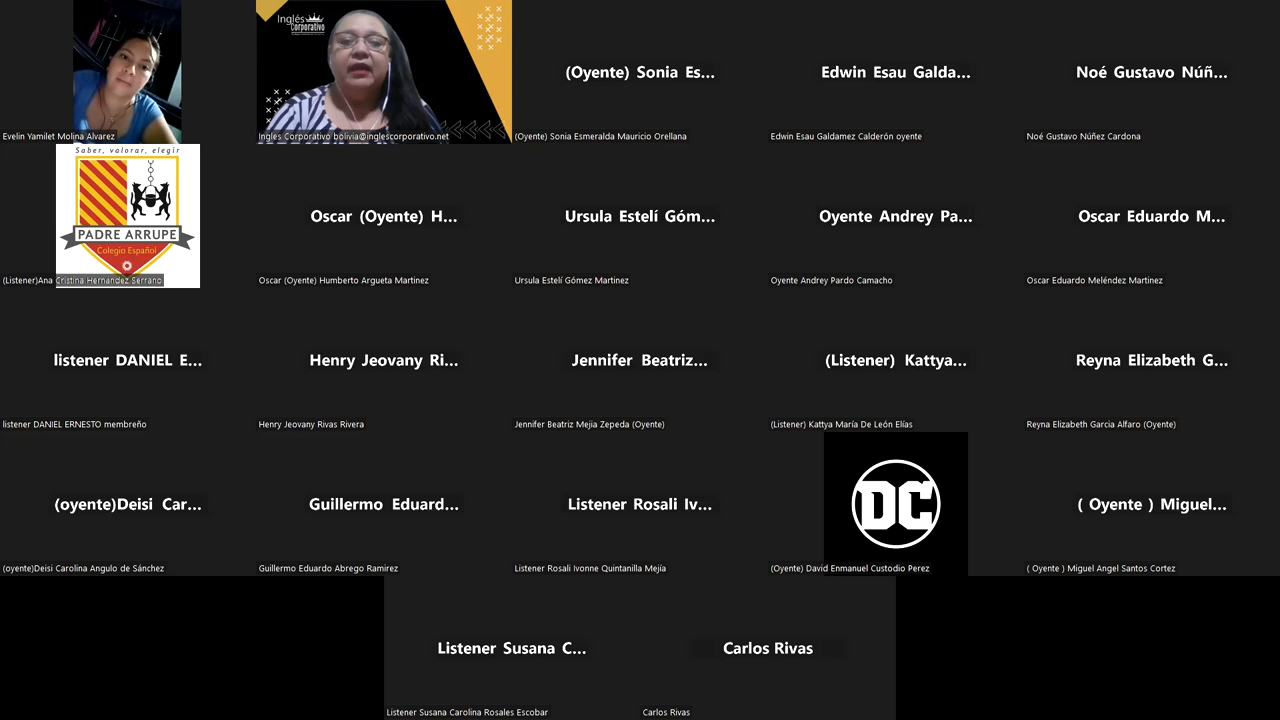 Inglés
Corporativo
(Oyente) Sonia Es...
Edwin Esau Galda...
Noé Gustavo Núñ...
Evelin Yamilet Molina Alvarez
Inglés Corporativo bolivia@inglescorporativo.net
(Oyente) Sonia Esmeralda Mauricio Orellana
Edwin Esau Galdamez Calderón oyente
Noé Gustavo Núñez Cardona
Saber, valorar, elegir
PADRE ARRUPE
Colegio Español
Oscar (Oyente) H...
Ursula Estelí Góm...
Oyente Andrey Pa...
Oscar Eduardo M...
(Listener)Ana Cristina Hernandez Serrano
Oscar (Oyente) Humberto Argueta Martinez
Ursula Estelí Gómez Martinez
Oyente Andrey Pardo Camacho
Oscar Eduardo Meléndez Martinez
listener DANIEL E...
Henry Jeovany Ri...
Jennifer Beatriz...
(Listener) Kattya...
Reyna Elizabeth G...
listener DANIEL ERNESTO membreño
Henry Jeovany Rivas Rivera
Jennifer Beatriz Mejia Zepeda (Oyente)
(Listener) Kattya María De León Elías
Reyna Elizabeth Garcia Alfaro (Oyente)
(oyente)Deisi Car...
Guillermo Eduard...
Listener Rosali Iv...
DC
( Oyente ) Miguel...
(oyente)Deisi Carolina Angulo de Sánchez
Guillermo Eduardo Abrego Ramirez
Listener Rosali Ivonne Quintanilla Mejía
(Oyente) David Enmanuel Custodio Perez
( Oyente ) Miguel Angel Santos Cortez
Listener Susana C...
Carlos Rivas
Listener Susana Carolina Rosales Escobar
Carlos Rivas